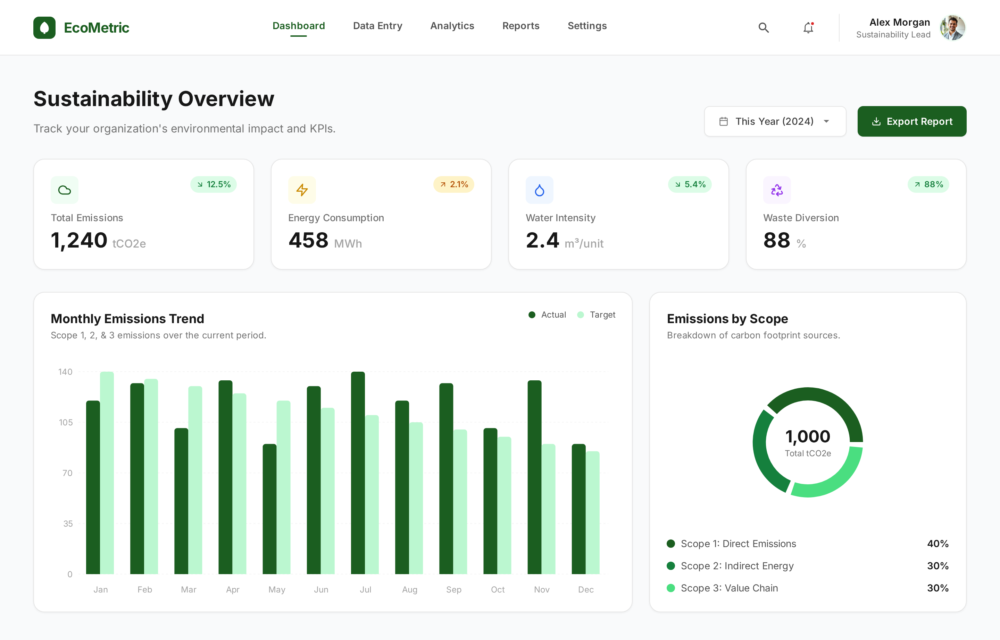 EcoMetric
Dashboard
Data Entry
Analytics
Reports
Settings
Alex Morgan
Sustainability Lead
Sustainability Overview
Track your organization's environmental impact and KPIs.
This Year (2024)
Export Report
12.5%
Total Emissions
1,240 tCO2e
2.1%
Energy Consumption
458 MWh
5.4%
Water Intensity
2.4 m³/unit
88%
Waste Diversion
88 %
Monthly Emissions Trend
Scope 1, 2, & 3 emissions over the current period.
Actual
Target
140
105
70
35
0
Jan
Feb
Mar
Apr
May
Jun
Jul
Aug
Sep
Oct
Nov
Dec
Emissions by Scope
Breakdown of carbon footprint sources.
1,000
Total tCO2e
Scope 1: Direct Emissions 40%
Scope 2: Indirect Energy 30%
Scope 3: Value Chain 30%